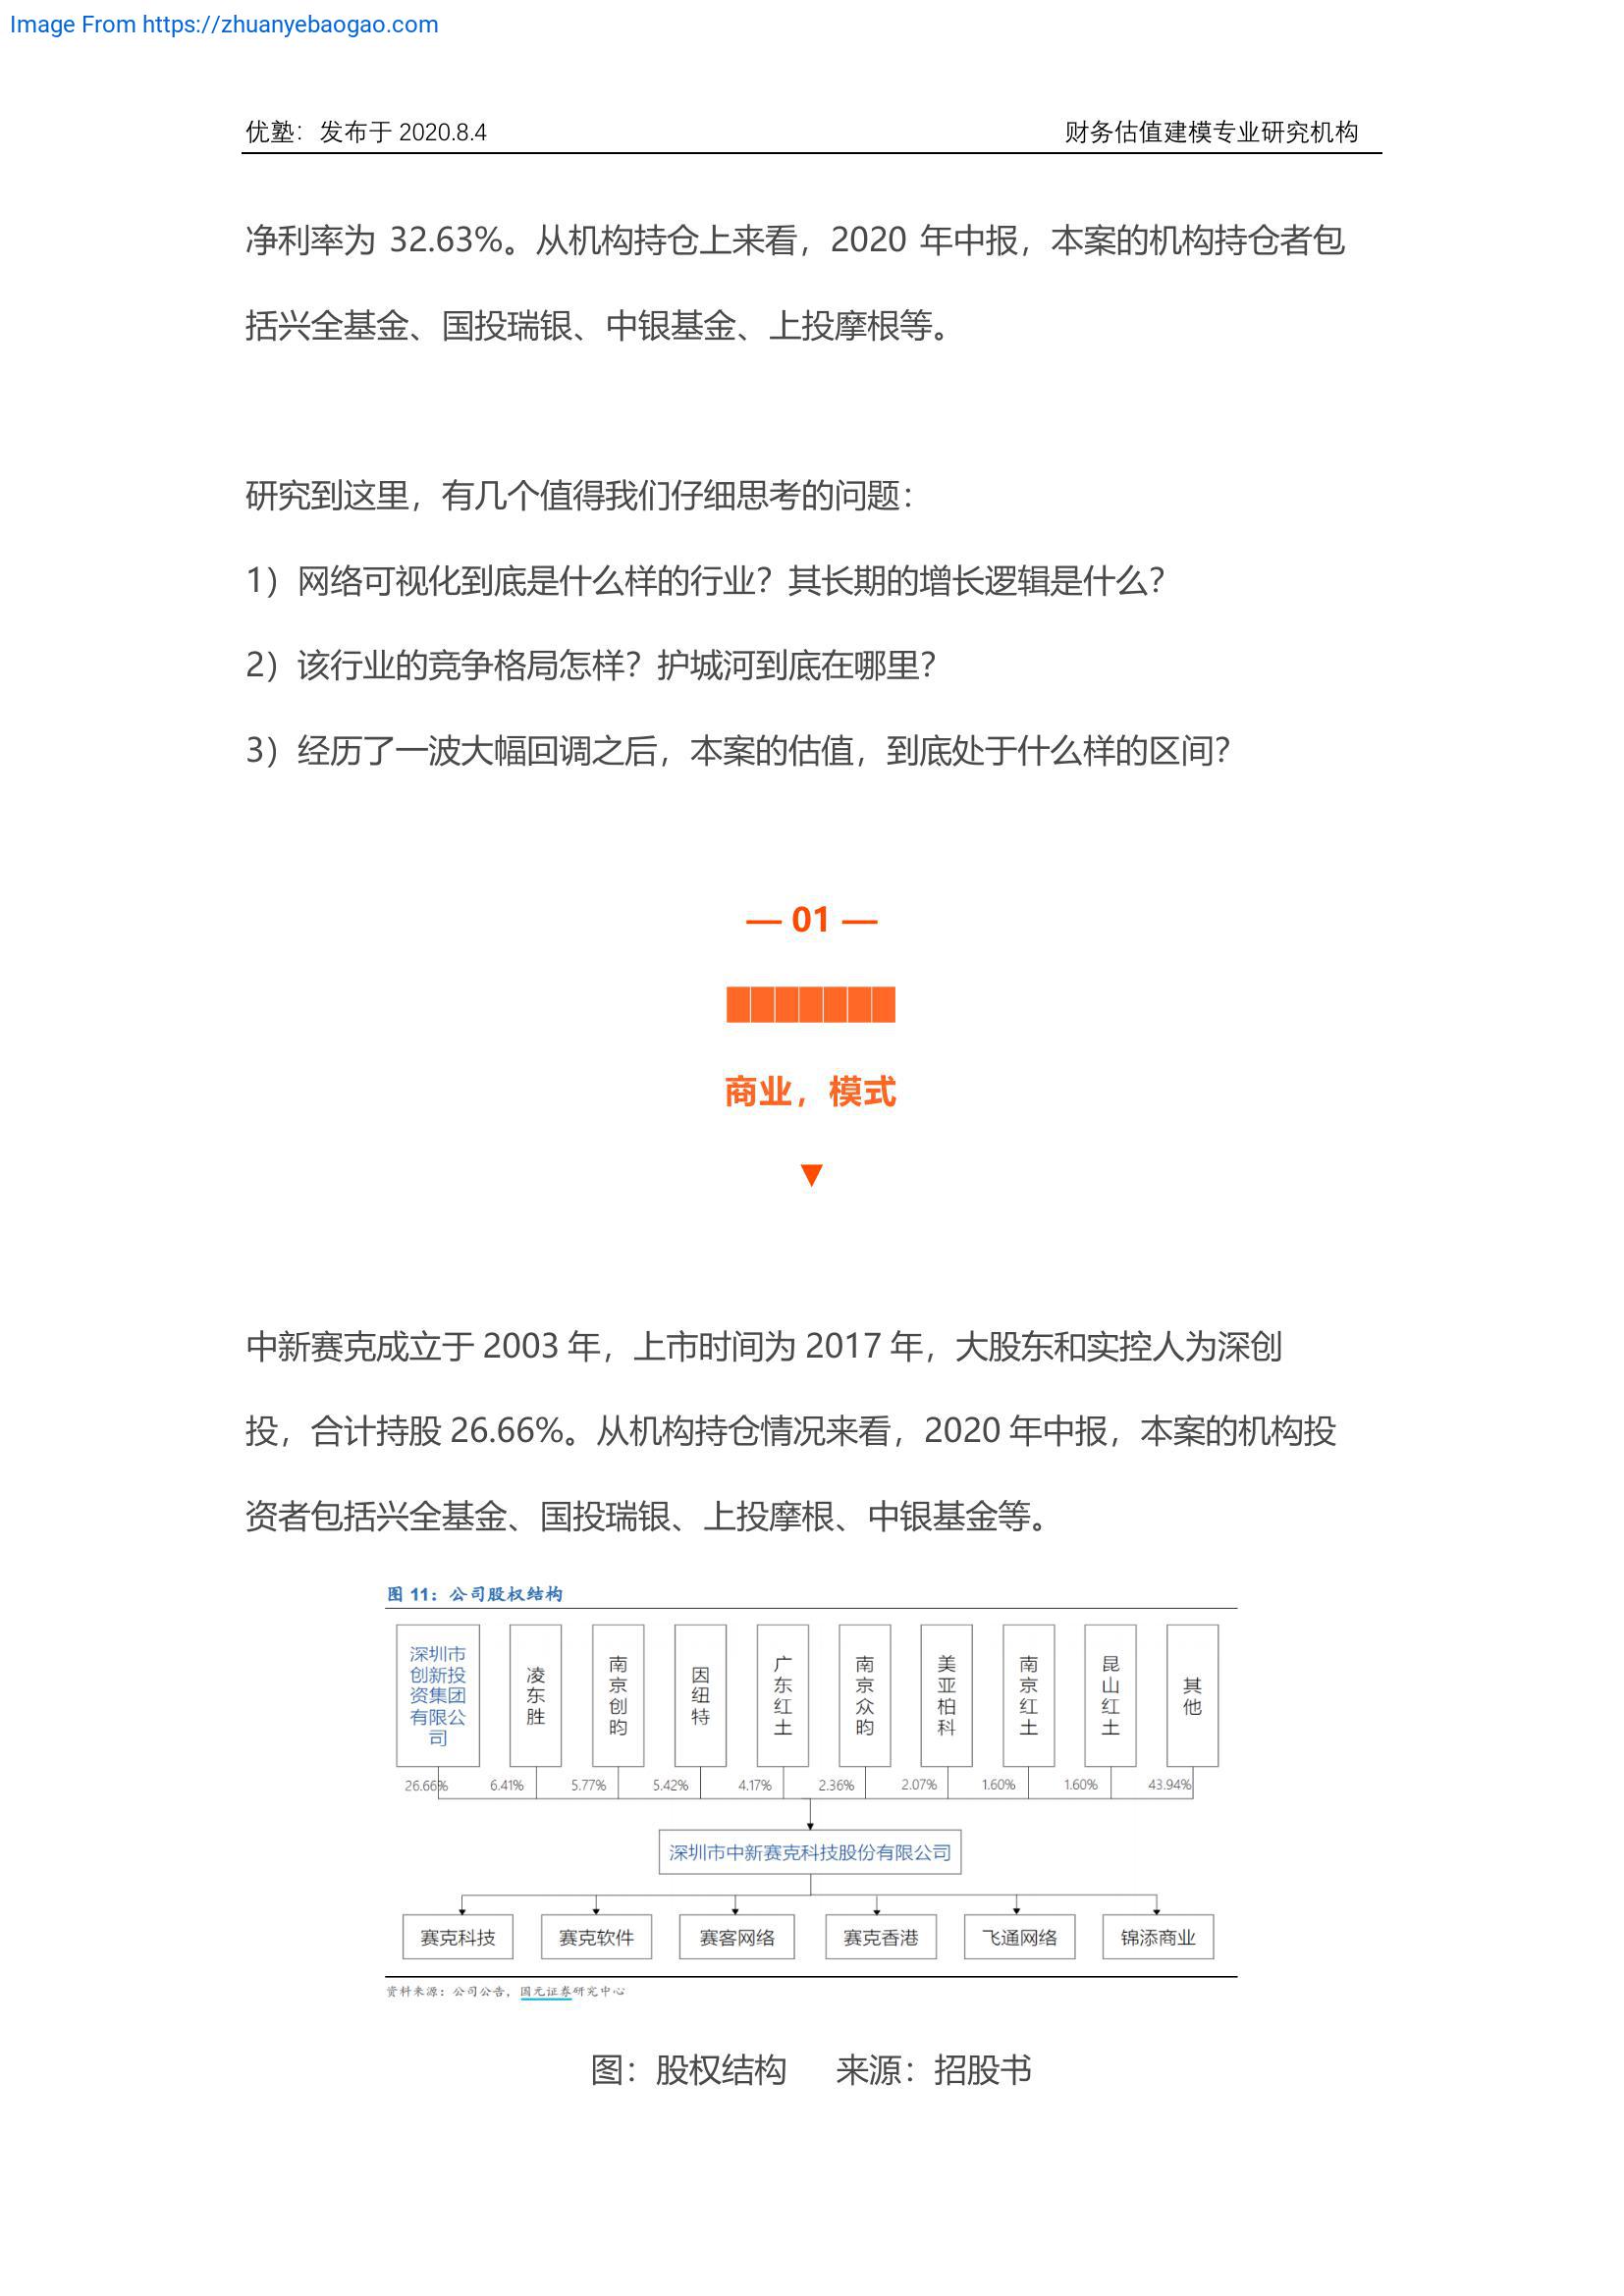 Image From https://zhuanyebaogao.com
优塾：发布于 2020.8.4 财务估值建模专业研究机构
净利率为 32.63%。从机构持仓上来看，2020 年中报，本案的机构持仓者包
括兴全基金、国投瑞银、中银基金、上投摩根等。
研究到这里，有几个值得我们仔细思考的问题：
1）网络可视化到底是什么样的行业？其长期的增长逻辑是什么？
2）该行业的竞争格局怎样？护城河到底在哪里？
3）经历了一波大幅回调之后，本案的估值，到底处于什么样的区间？
— 01 —
███████
商业，模式
▼
中新赛克成立于 2003 年，上市时间为 2017 年，大股东和实控人为深创
投，合计持股 26.66%。从机构持仓情况来看，2020 年中报，本案的机构投
资者包括兴全基金、国投瑞银、上投摩根、中银基金等。
图 11：公司股权结构
深圳市
创新投
资集团
有限公
司
凌东胜
南京创昀
因纽特
广东红土
南京众昀
美亚柏科
南京红土
昆山红土
其他
26.66% 6.41% 5.77% 5.42% 4.17% 2.36% 2.07% 1.60% 1.60% 43.94%
深圳市中新赛克科技股份有限公司
赛克科技 赛克软件 赛客网络 赛克香港 飞通网络 锦添商业
资料来源：公司公告，国元证券研究中心
图：股权结构 来源：招股书